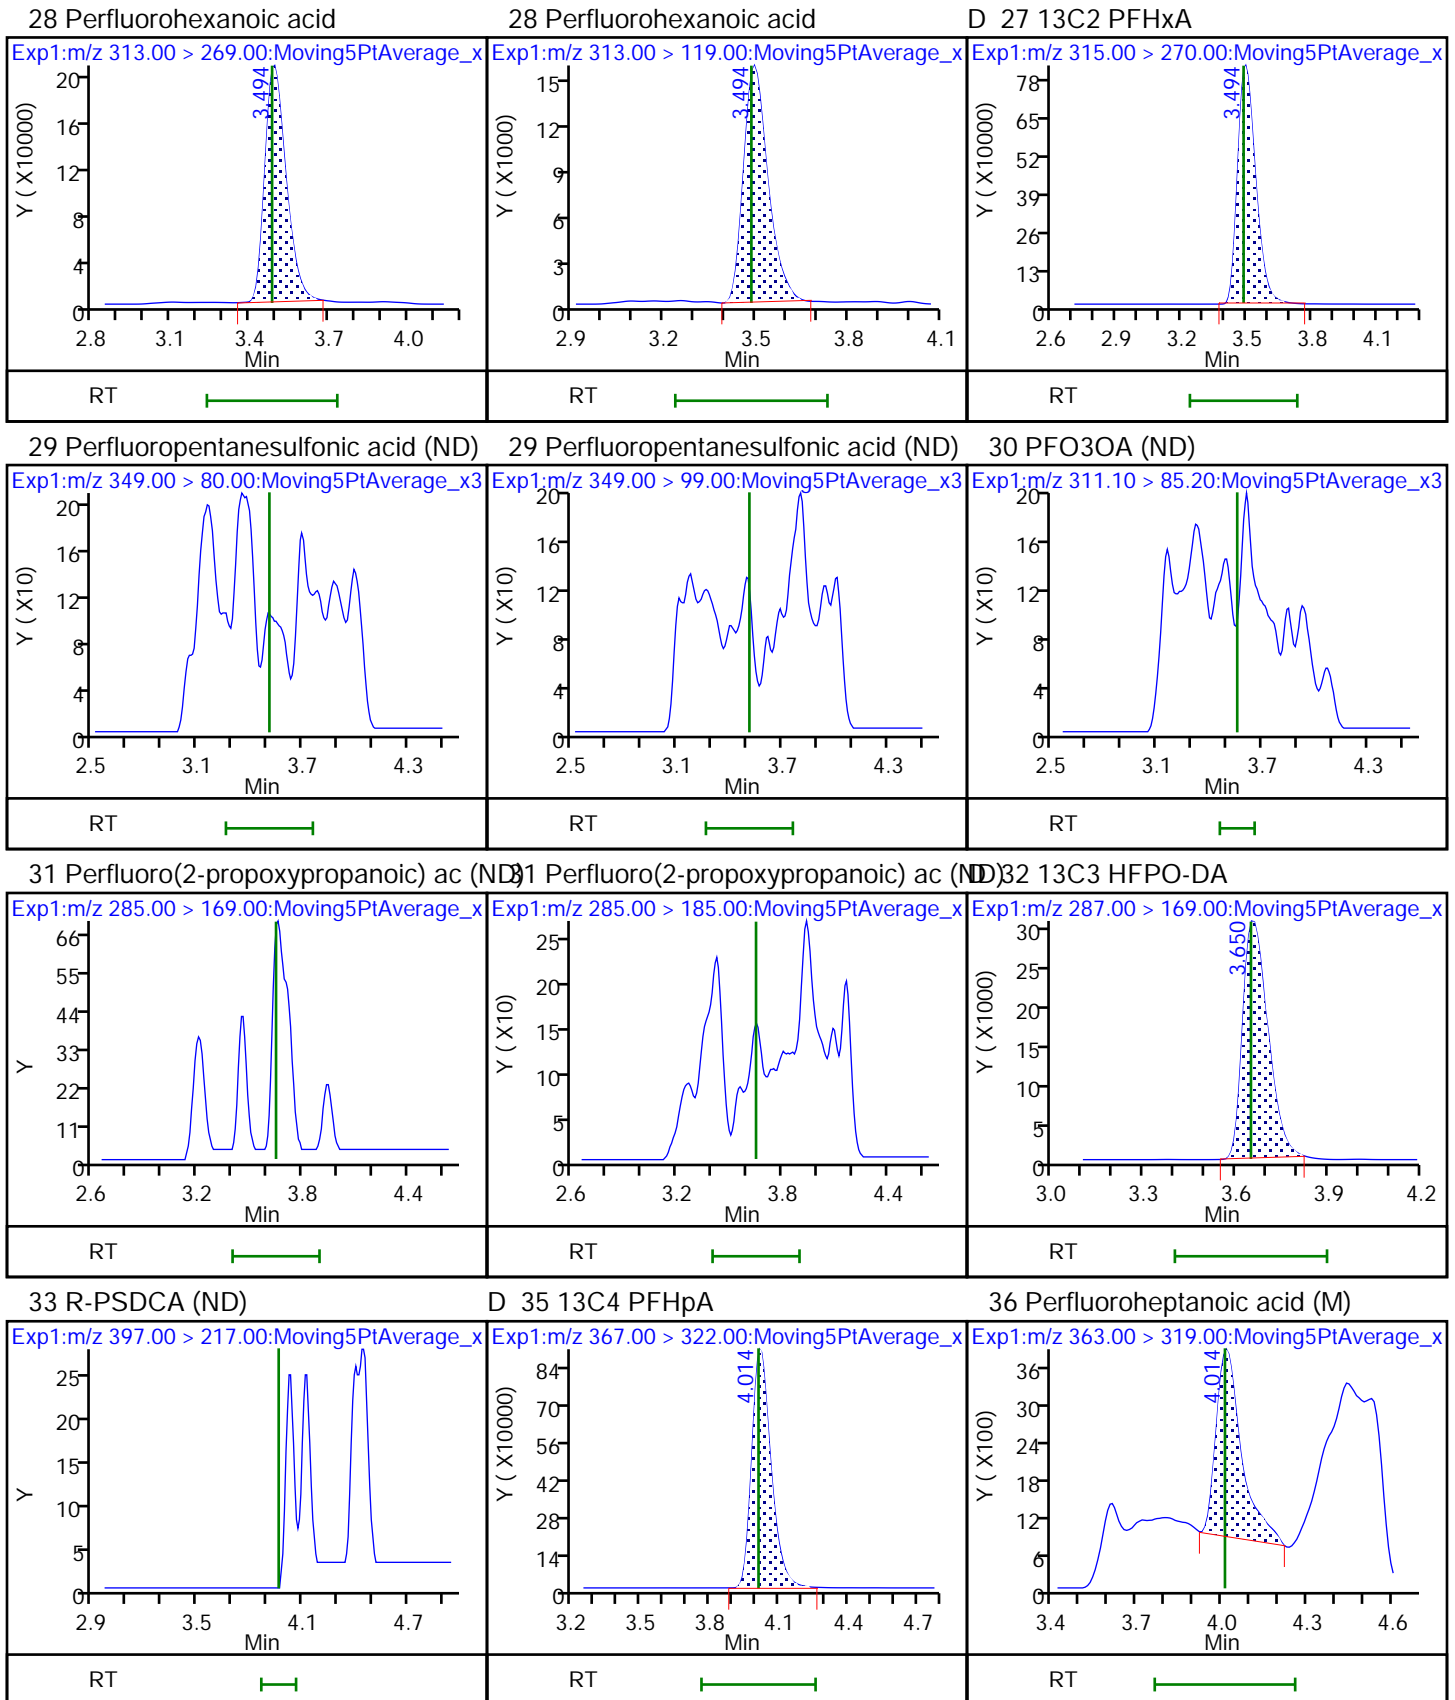 28 Perfluorohexanoic acid
28 Perfluorohexanoic acid
D 27 13C2 PFHxA
Exp1:m/z 313.00 > 269.00:Moving5PtAverage_x
Exp1:m/z 313.00 > 119.00:Moving5PtAverage_x
Exp1:m/z 315.00 > 270.00:Moving5PtAverage_x
3.494
3.494
3.494
Y ( X10000)
20
16
12
8
4
0
Y ( X1000)
15
12
9
6
3
0
Y ( X10000)
78
65
52
39
26
13
0
2.8 3.1 3.4 3.7 4.0
2.9 3.2 3.5 3.8 4.1
2.6 2.9 3.2 3.5 3.8 4.1
Min
Min
Min
RT
RT
RT
29 Perfluoropentanesulfonic acid (ND)
29 Perfluoropentanesulfonic acid (ND)
30 PFO3OA (ND)
Exp1:m/z 349.00 > 80.00:Moving5PtAverage_x3
Exp1:m/z 349.00 > 99.00:Moving5PtAverage_x3
Exp1:m/z 311.10 > 85.20:Moving5PtAverage_x3
Y ( X10)
20
16
12
8
4
0
Y ( X10)
20
16
12
8
4
0
Y ( X10)
20
16
12
8
4
0
2.5 3.1 3.7 4.3
2.5 3.1 3.7 4.3
2.5 3.1 3.7 4.3
Min
Min
Min
RT
RT
RT
31 Perfluoro(2-propoxypropanoic) ac (ND)
31 Perfluoro(2-propoxypropanoic) ac (ND)
D 32 13C3 HFPO-DA
Exp1:m/z 285.00 > 169.00:Moving5PtAverage_x
Exp1:m/z 285.00 > 185.00:Moving5PtAverage_x
Exp1:m/z 287.00 > 169.00:Moving5PtAverage_x
3.650
Y
66
55
44
33
22
11
0
Y ( X10)
25
20
15
10
5
0
Y ( X1000)
30
25
20
15
10
5
0
2.6 3.2 3.8 4.4
2.6 3.2 3.8 4.4
3.0 3.3 3.6 3.9 4.2
Min
Min
Min
RT
RT
RT
33 R-PSDCA (ND)
D 35 13C4 PFHpA
36 Perfluoroheptanoic acid (M)
Exp1:m/z 397.00 > 217.00:Moving5PtAverage_x
Exp1:m/z 367.00 > 322.00:Moving5PtAverage_x
Exp1:m/z 363.00 > 319.00:Moving5PtAverage_x
4.014
4.014
Y
25
20
15
10
5
0
Y ( X10000)
84
70
56
42
28
14
0
Y ( X100)
36
30
24
18
12
6
0
2.9 3.5 4.1 4.7
3.2 3.5 3.8 4.1 4.4 4.7
3.4 3.7 4.0 4.3 4.6
Min
Min
Min
RT
RT
RT